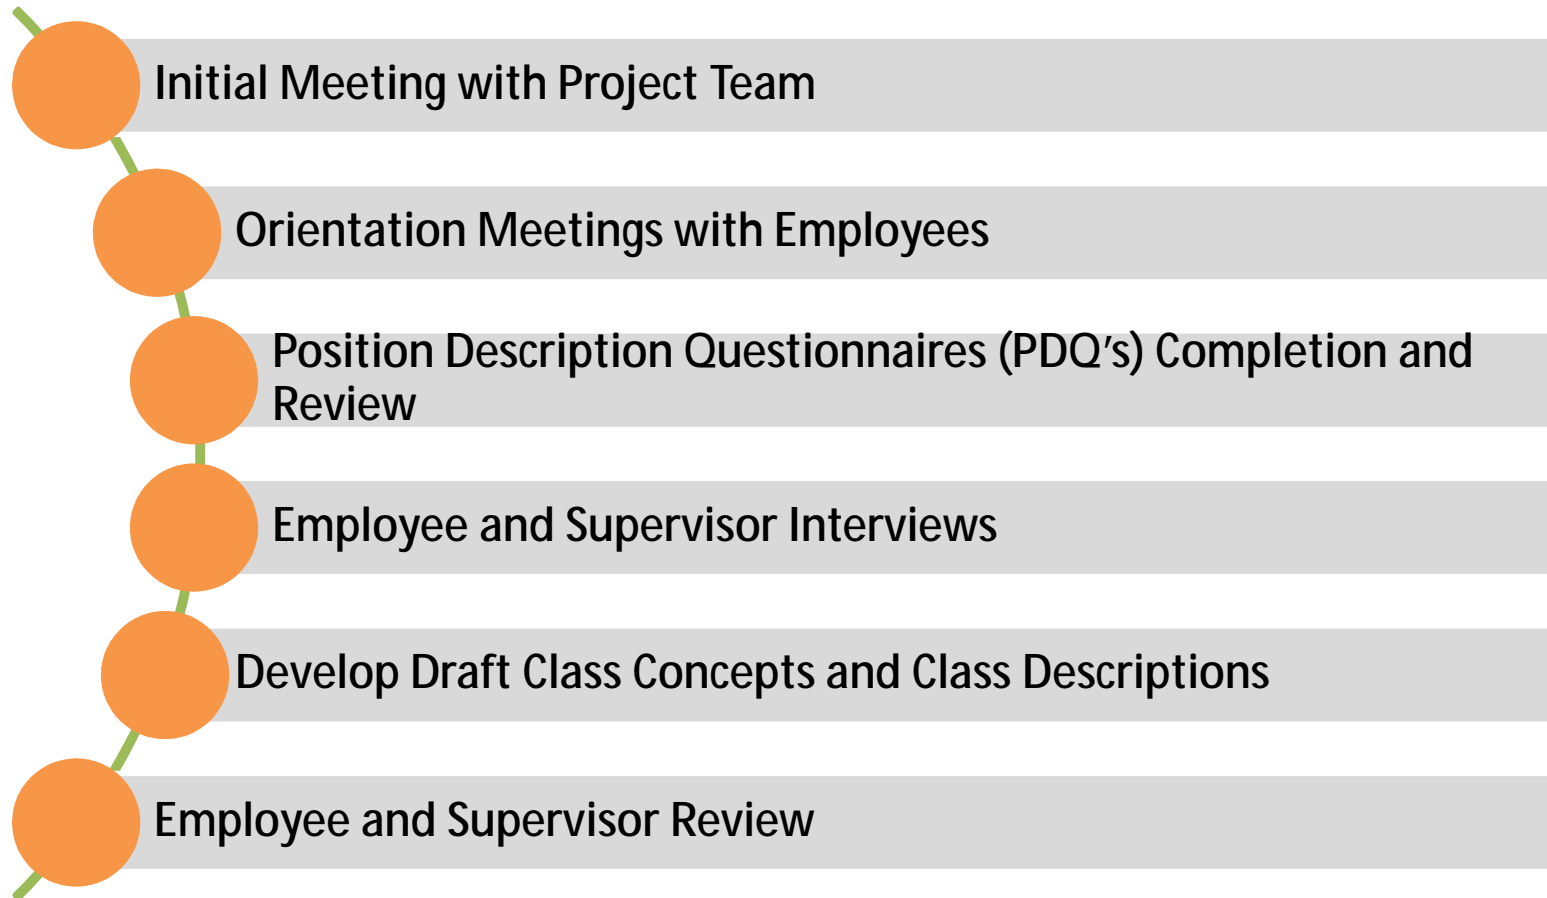 Initial Meeting with Project Team
Orientation Meetings with Employees
Position Description Questionnaires (PDQ’s) Completion and
Review
Employee and Supervisor Interviews
Develop Draft Class Concepts and Class Descriptions
Employee and Supervisor Review